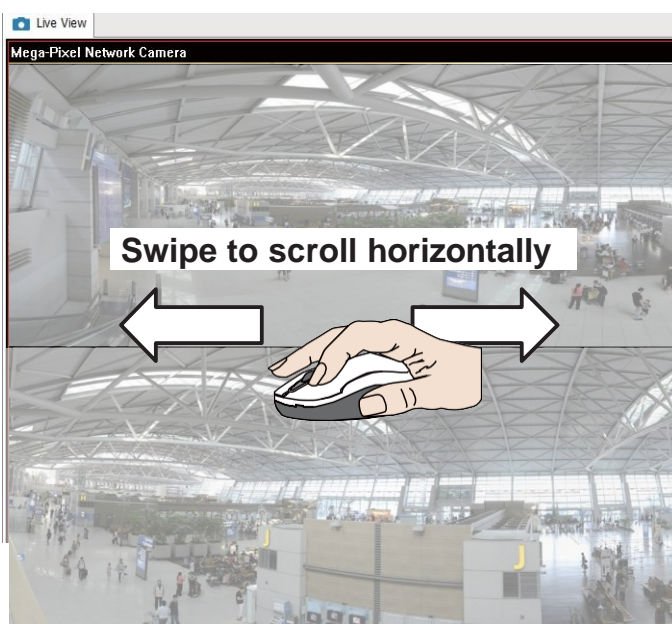 Live View
Mega-Pixel Network Camera
Swipe to scroll horizontally
J
J